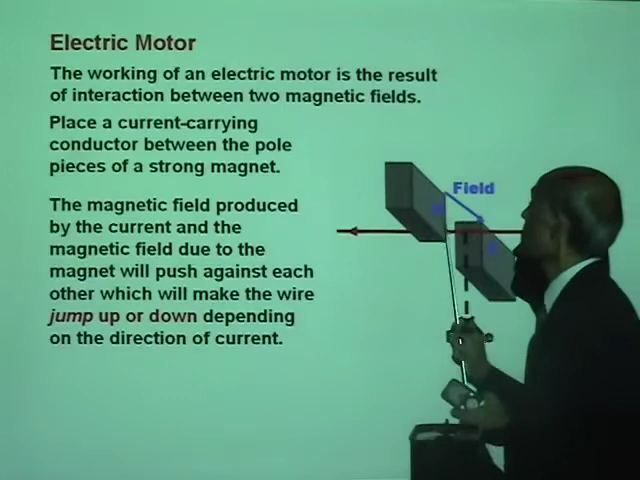 Electric Motor
The working of an electric motor is the result
of interaction between two magnetic fields.
Place a current-carrying
conductor between the pole
pieces of a strong magnet.
Field
The magnetic field produced
by the current and the
magnetic field due to the
magnet will push against each
other which will make the wire
jump up or down depending
on the direction of current.